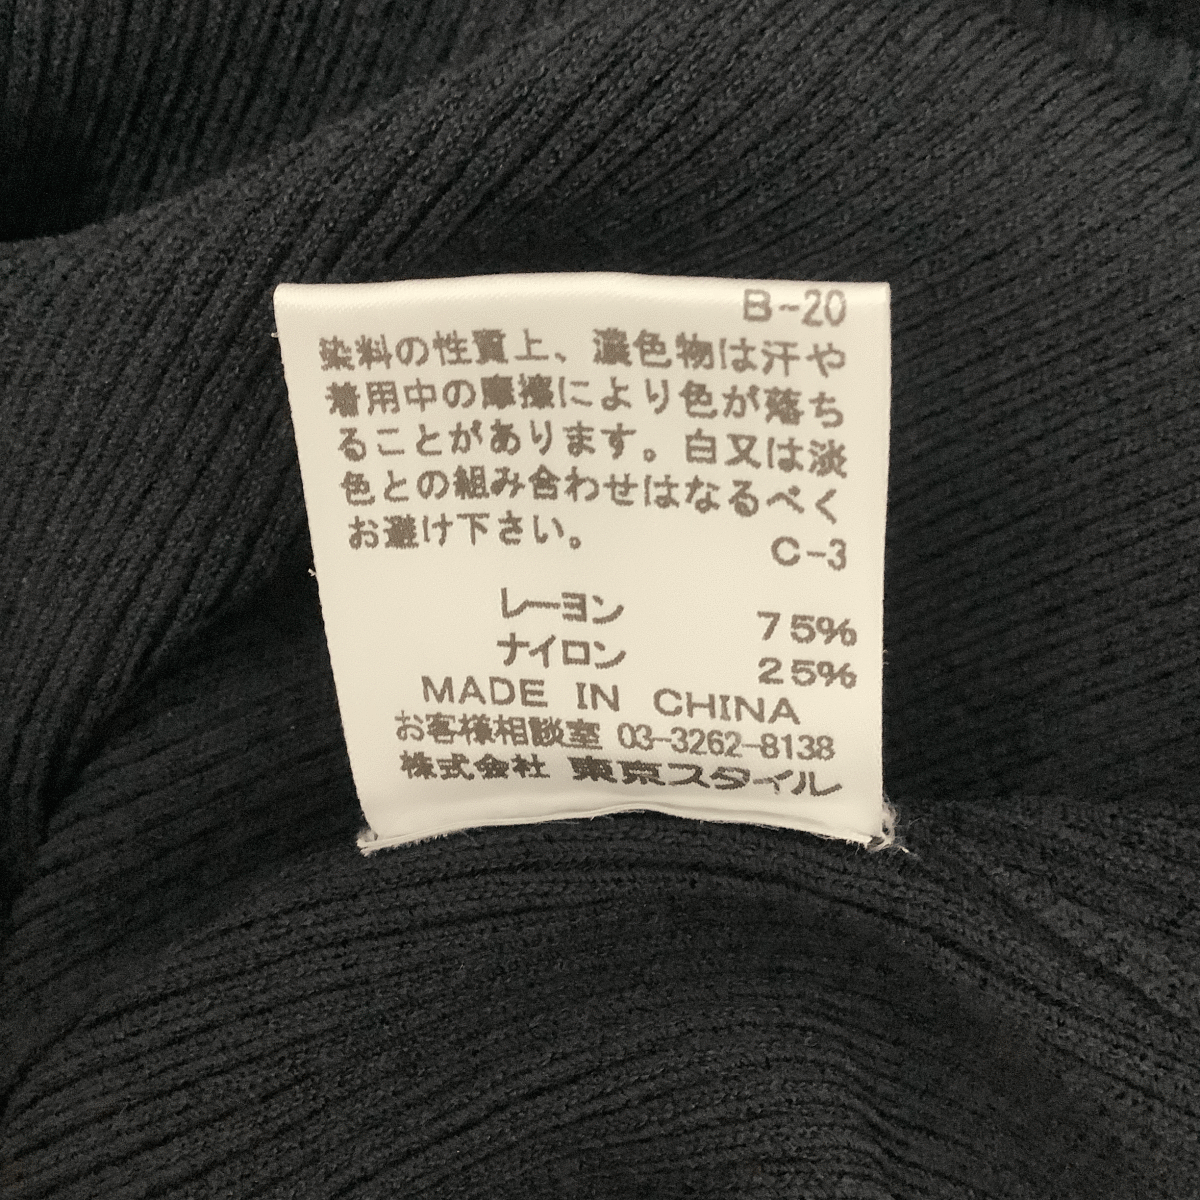 B-20
染料の性質上、濃色物は汗や
着用中の摩擦により色が落ち
ることがあります。白又は淡
色との組み合わせはなるべく
お避け下さい。
C-3
レーヨン 75%
ナイロン 25%
MADE IN CHINA
お客様相談室 03-3262-8138
株式会社 東京スタイル